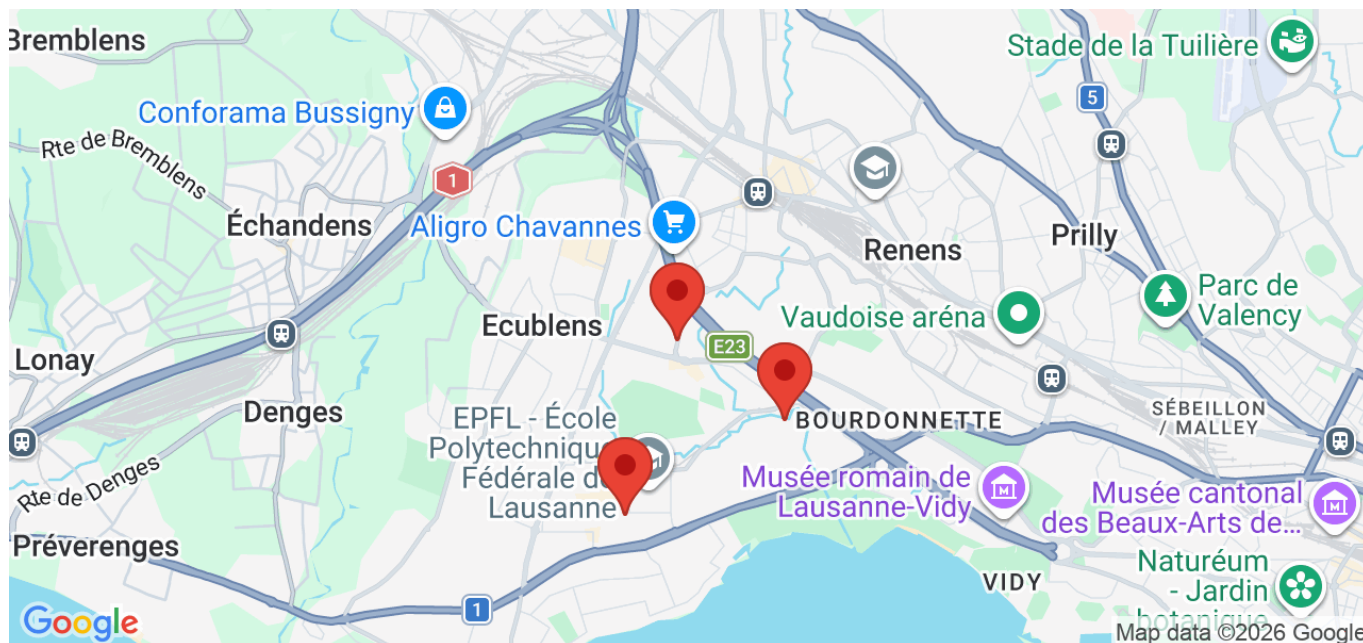 Bremblens
Stade de la Tuilière
Conforama Bussigny
5
Rte de Bremblens
1
Échandens
Aligro Chavannes
Renens
Prilly
Parc de
Valency
Vaudoise aréna
Ecublens
E23
Lonay
Denges
EPFL - École
Polytechnique
Fédérale de
Lausanne
BOURDONNETTE
SÉBEILLON
/ MALLEY
Rte de Denges
Musée romain de
Lausanne-Vidy
Musée cantonal
des Beaux-Arts de...
Préverenges
VIDY
Naturéum
- Jardin
botanique
1
Google
Map data ©2026 Google